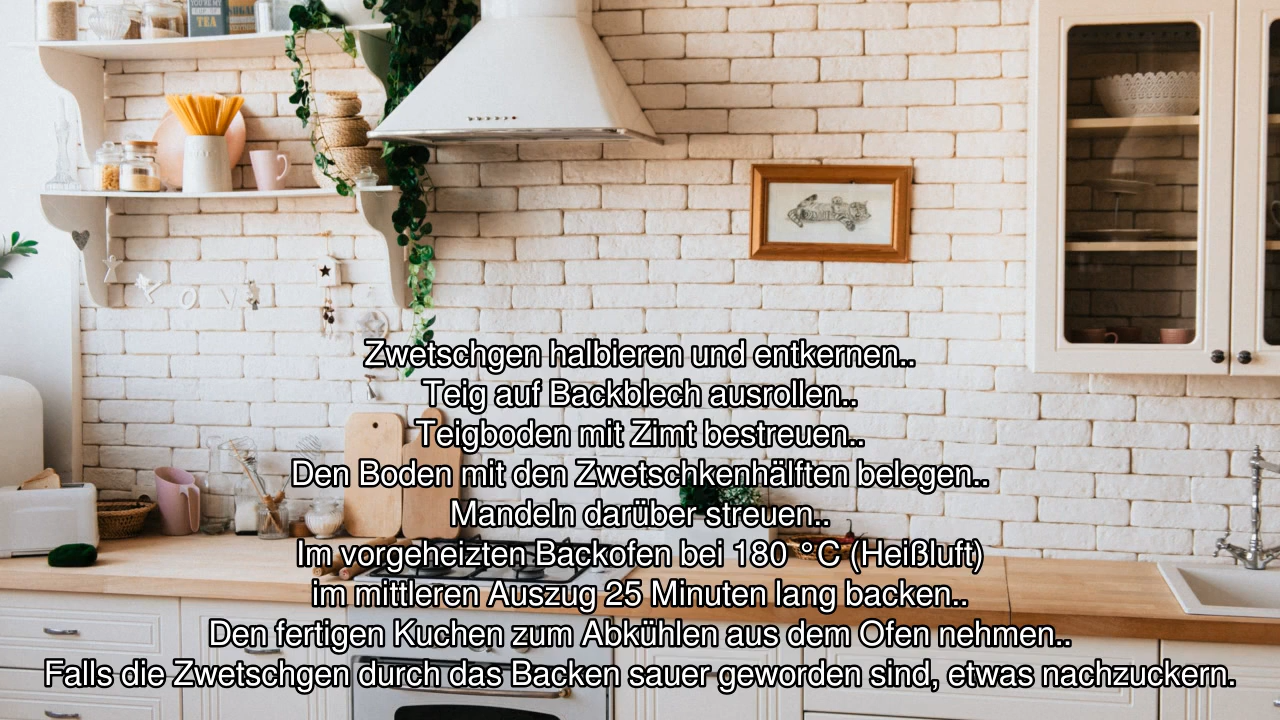 TEA
Zwetschgen halbieren und entkernen..
Teig auf Backblech ausrollen..
Teigboden mit Zimt bestreuen..
Den Boden mit den Zwetschkenhälften belegen..
Mandeln darüber streuen..
Im vorgeheizten Backofen bei 180 °C (Heißluft)
im mittleren Auszug 25 Minuten lang backen..
Den fertigen Kuchen zum Abkühlen aus dem Ofen nehmen..
Falls die Zwetschgen durch das Backen sauer geworden sind, etwas nachzuckern.